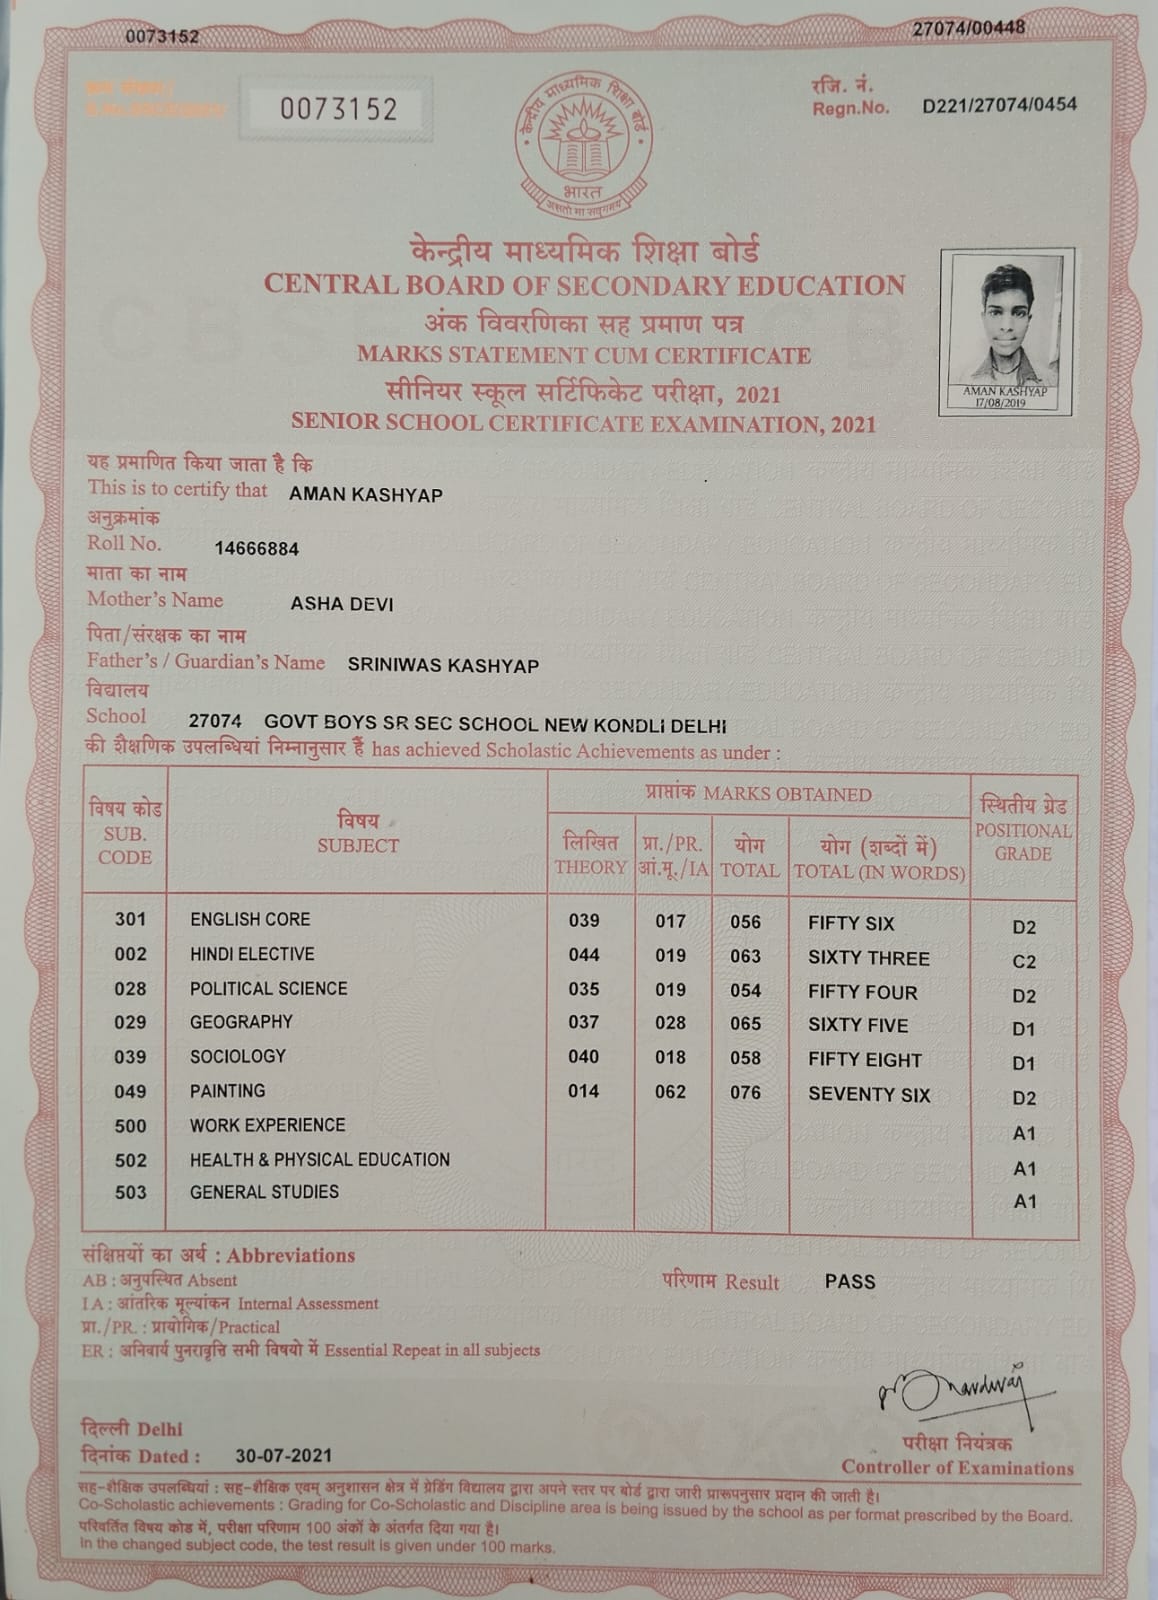 0073152
27074/00448
0073152
रजि. नं.
Regn.No. D221/27074/0454
केन्द्रीय माध्यमिक शिक्षा बोर्ड
भारत
असतो मा सद्गमय
केन्द्रीय माध्यमिक शिक्षा बोर्ड
CENTRAL BOARD OF SECONDARY EDUCATION
अंक विवरणिका सह प्रमाण पत्र
MARKS STATEMENT CUM CERTIFICATE
सीनियर स्कूल सर्टिफिकेट परीक्षा, 2021
SENIOR SCHOOL CERTIFICATE EXAMINATION, 2021
AMAN KASHYAP
17/08/2019
यह प्रमाणित किया जाता है कि
This is to certify that AMAN KASHYAP
अनुक्रमांक
Roll No. 14666884
माता का नाम
Mother's Name ASHA DEVI
पिता/संरक्षक का नाम
Father's / Guardian's Name SRINIWAS KASHYAP
विद्यालय
School 27074 GOVT BOYS SR SEC SCHOOL NEW KONDLI DELHI
की शैक्षणिक उपलब्धियां निम्नानुसार हैं has achieved Scholastic Achievements as under :
विषय कोड SUB. CODE
विषय SUBJECT
प्राप्तांक MARKS OBTAINED
लिखित THEORY
प्रा./PR. आं.मू./IA
योग TOTAL
योग (शब्दों में) TOTAL (IN WORDS)
स्थितीय ग्रेड POSITIONAL GRADE
301 ENGLISH CORE 039 017 056 FIFTY SIX D2
002 HINDI ELECTIVE 044 019 063 SIXTY THREE C2
028 POLITICAL SCIENCE 035 019 054 FIFTY FOUR D2
029 GEOGRAPHY 037 028 065 SIXTY FIVE D1
039 SOCIOLOGY 040 018 058 FIFTY EIGHT D1
049 PAINTING 014 062 076 SEVENTY SIX D2
500 WORK EXPERIENCE A1
502 HEALTH & PHYSICAL EDUCATION A1
503 GENERAL STUDIES A1
संक्षिप्तियों का अर्थ : Abbreviations
AB : अनुपस्थित Absent
परिणाम Result PASS
IA : आंतरिक मूल्यांकन Internal Assessment
प्रा./PR. : प्रायोगिक/Practical
ER : अनिवार्य पुनरावृत्ति सभी विषयो में Essential Repeat in all subjects
दिल्ली Delhi
दिनांक Dated : 30-07-2021
परीक्षा नियंत्रक
Controller of Examinations
सह-शैक्षिक उपलब्धियां : सह-शैक्षिक एवम् अनुशासन क्षेत्र में ग्रेडिंग विद्यालय द्वारा अपने स्तर पर बोर्ड द्वारा जारी प्रारूपनुसार प्रदान की जाती है।
Co-Scholastic achievements : Grading for Co-Scholastic and Discipline area is being issued by the school as per format prescribed by the Board.
परिवर्तित विषय कोड में, परीक्षा परिणाम 100 अंकों के अंतर्गत दिया गया है।
In the changed subject code, the test result is given under 100 marks.